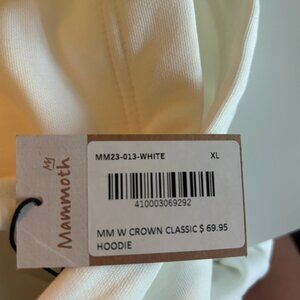 Mammoth
MM23-013-WHITE XL
410003069292
MM W CROWN CLASSIC $ 69.95
HOODIE